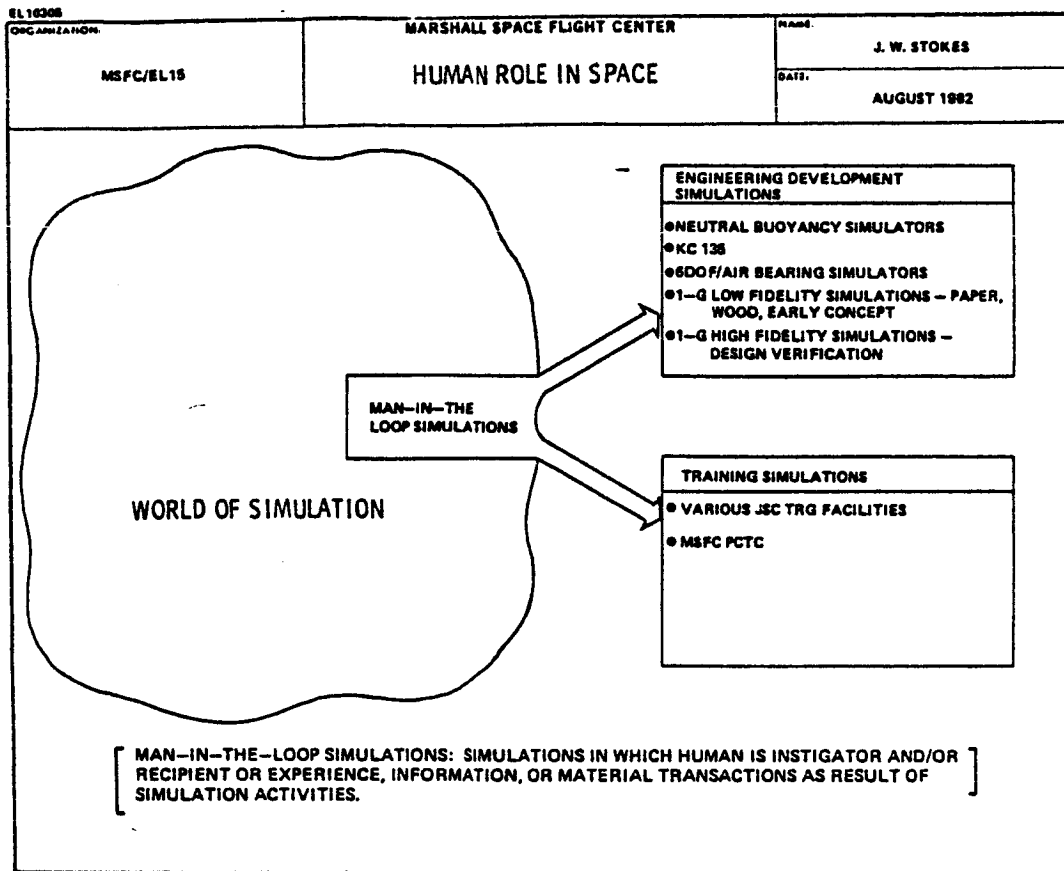 EL 10305
ORGANIZATION:
MSFC/EL15
MARSHALL SPACE FLIGHT CENTER
HUMAN ROLE IN SPACE
NAME:
J. W. STOKES
DATE:
AUGUST 1982
ENGINEERING DEVELOPMENT
SIMULATIONS
●NEUTRAL BUOYANCY SIMULATORS
●KC 135
●6DOF/AIR BEARING SIMULATORS
●1–G LOW FIDELITY SIMULATIONS – PAPER,
WOOD, EARLY CONCEPT
●1–G HIGH FIDELITY SIMULATIONS –
DESIGN VERIFICATION
MAN–IN–THE
LOOP SIMULATIONS
WORLD OF SIMULATION
TRAINING SIMULATIONS
● VARIOUS JSC TRG FACILITIES
● MSFC PCTC
[MAN–IN–THE–LOOP SIMULATIONS: SIMULATIONS IN WHICH HUMAN IS INSTIGATOR AND/OR
RECIPIENT OR EXPERIENCE, INFORMATION, OR MATERIAL TRANSACTIONS AS RESULT OF
SIMULATION ACTIVITIES.]